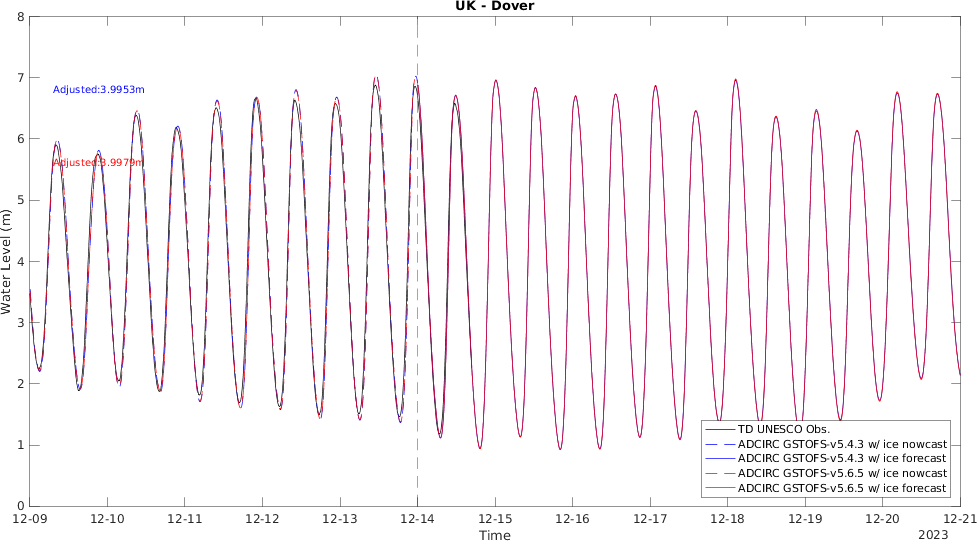 UK - Dover
8
7
6
5
4
3
2
1
0
Water Level (m)
Adjusted:3.9953m
Adjusted:3.9979m
TD UNESCO Obs.
ADCIRC GSTOFS-v5.4.3 w/ ice nowcast
ADCIRC GSTOFS-v5.4.3 w/ ice forecast
ADCIRC GSTOFS-v5.6.5 w/ ice nowcast
ADCIRC GSTOFS-v5.6.5 w/ ice forecast
12-09 12-10 12-11 12-12 12-13 12-14 12-15 12-16 12-17 12-18 12-19 12-20 12-21
Time
2023